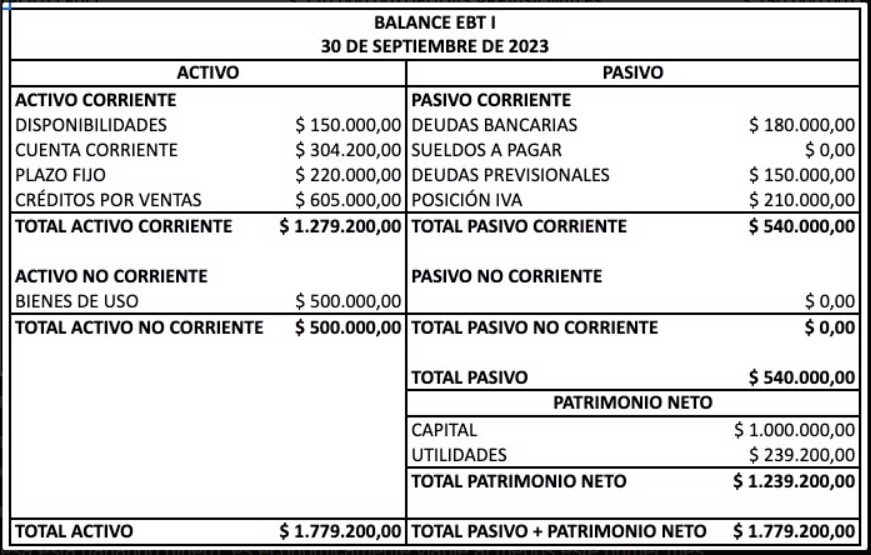 BALANCE EBT I
30 DE SEPTIEMBRE DE 2023
ACTIVO PASIVO
ACTIVO CORRIENTE PASIVO CORRIENTE
DISPONIBILIDADES $ 150.000,00 DEUDAS BANCARIAS $ 180.000,00
CUENTA CORRIENTE $ 304.200,00 SUELDOS A PAGAR $ 0,00
PLAZO FIJO $ 220.000,00 DEUDAS PREVISIONALES $ 150.000,00
CRÉDITOS POR VENTAS $ 605.000,00 POSICIÓN IVA $ 210.000,00
TOTAL ACTIVO CORRIENTE $ 1.279.200,00 TOTAL PASIVO CORRIENTE $ 540.000,00
ACTIVO NO CORRIENTE PASIVO NO CORRIENTE
BIENES DE USO $ 500.000,00 $ 0,00
TOTAL ACTIVO NO CORRIENTE $ 500.000,00 TOTAL PASIVO NO CORRIENTE $ 0,00
TOTAL PASIVO $ 540.000,00
PATRIMONIO NETO
CAPITAL $ 1.000.000,00
UTILIDADES $ 239.200,00
TOTAL PATRIMONIO NETO $ 1.239.200,00
TOTAL ACTIVO $ 1.779.200,00 TOTAL PASIVO + PATRIMONIO NETO $ 1.779.200,00